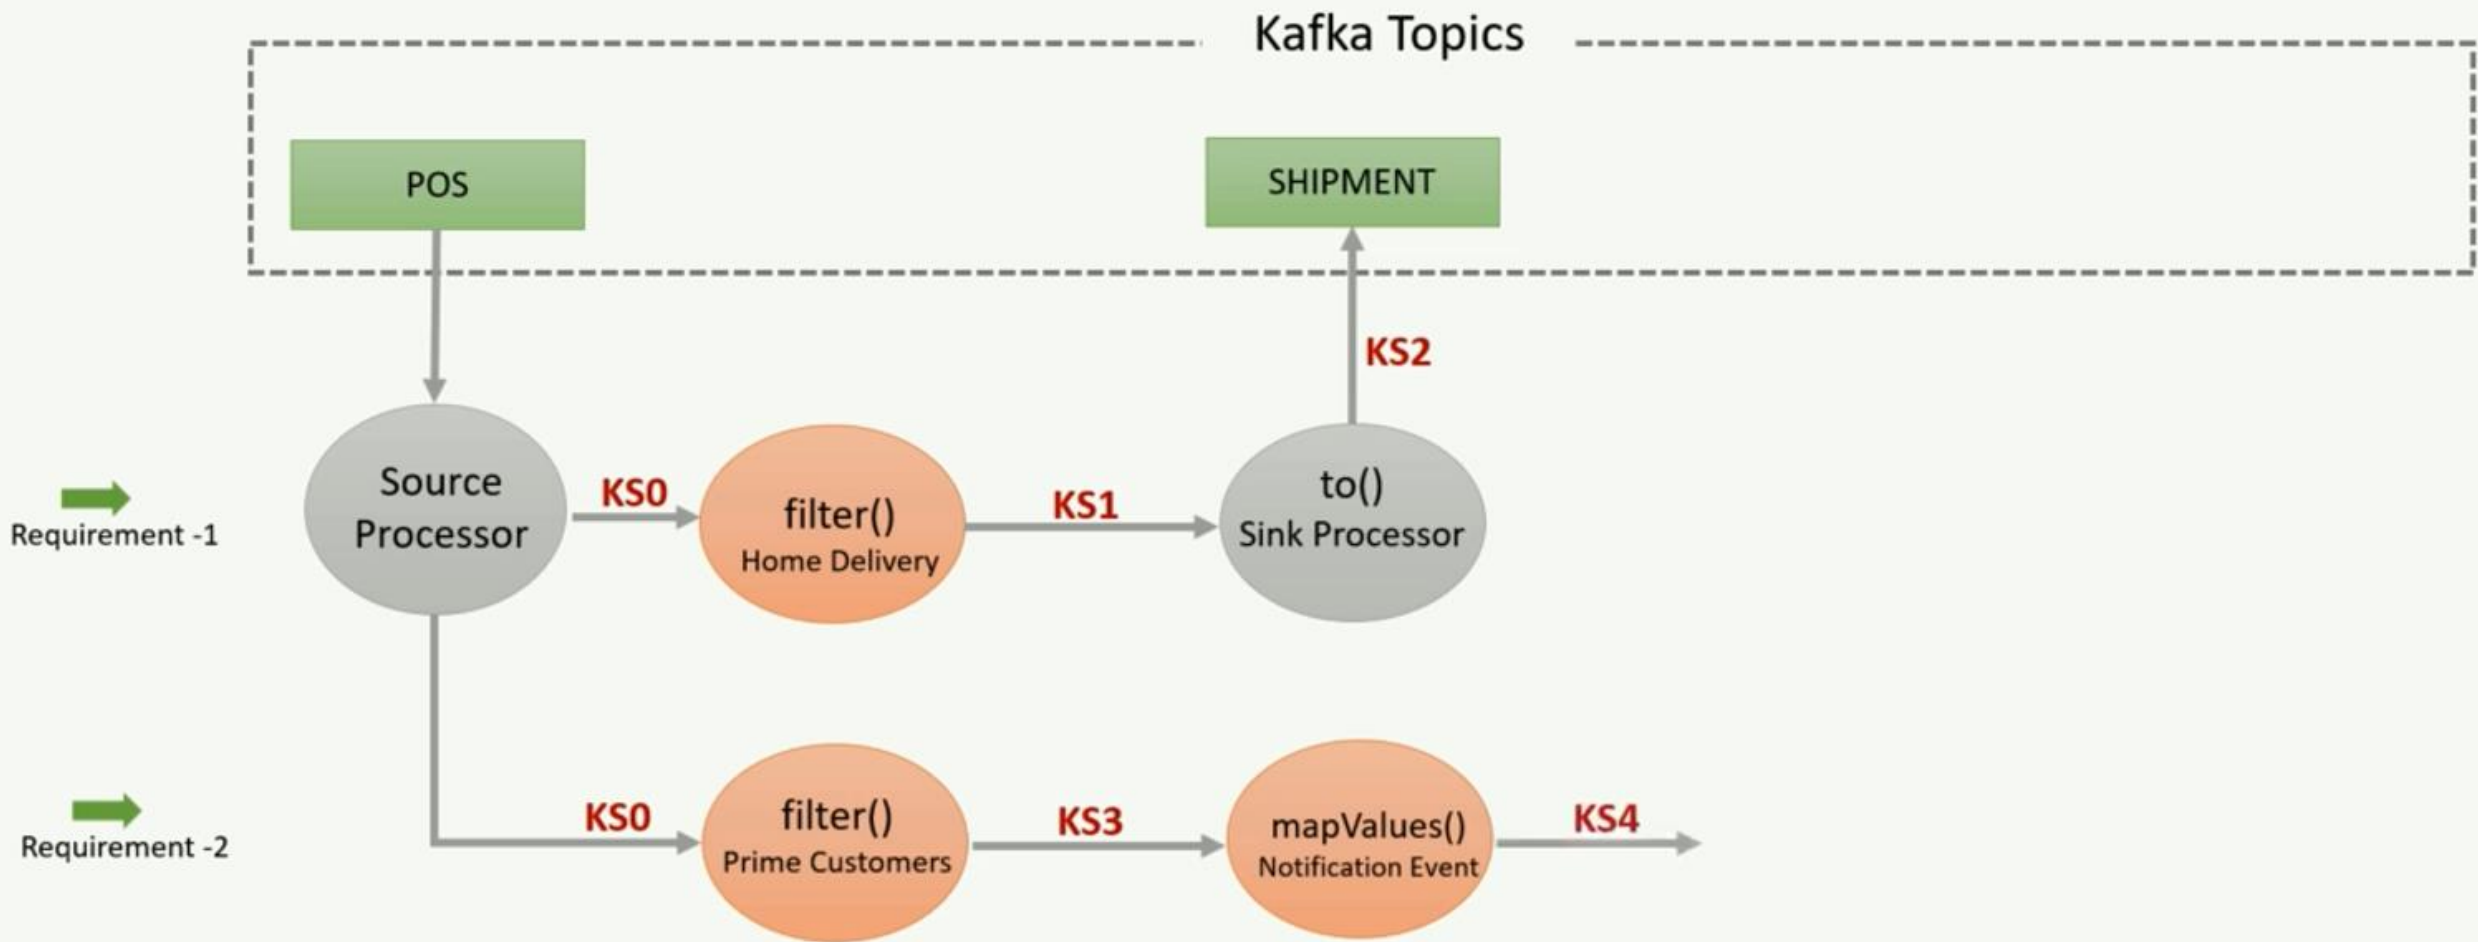 Kafka Topics
POS
SHIPMENT
KS2
Requirement -1
Source
Processor
KS0
filter()
Home Delivery
KS1
to()
Sink Processor
Requirement -2
KS0
filter()
Prime Customers
KS3
mapValues()
Notification Event
KS4